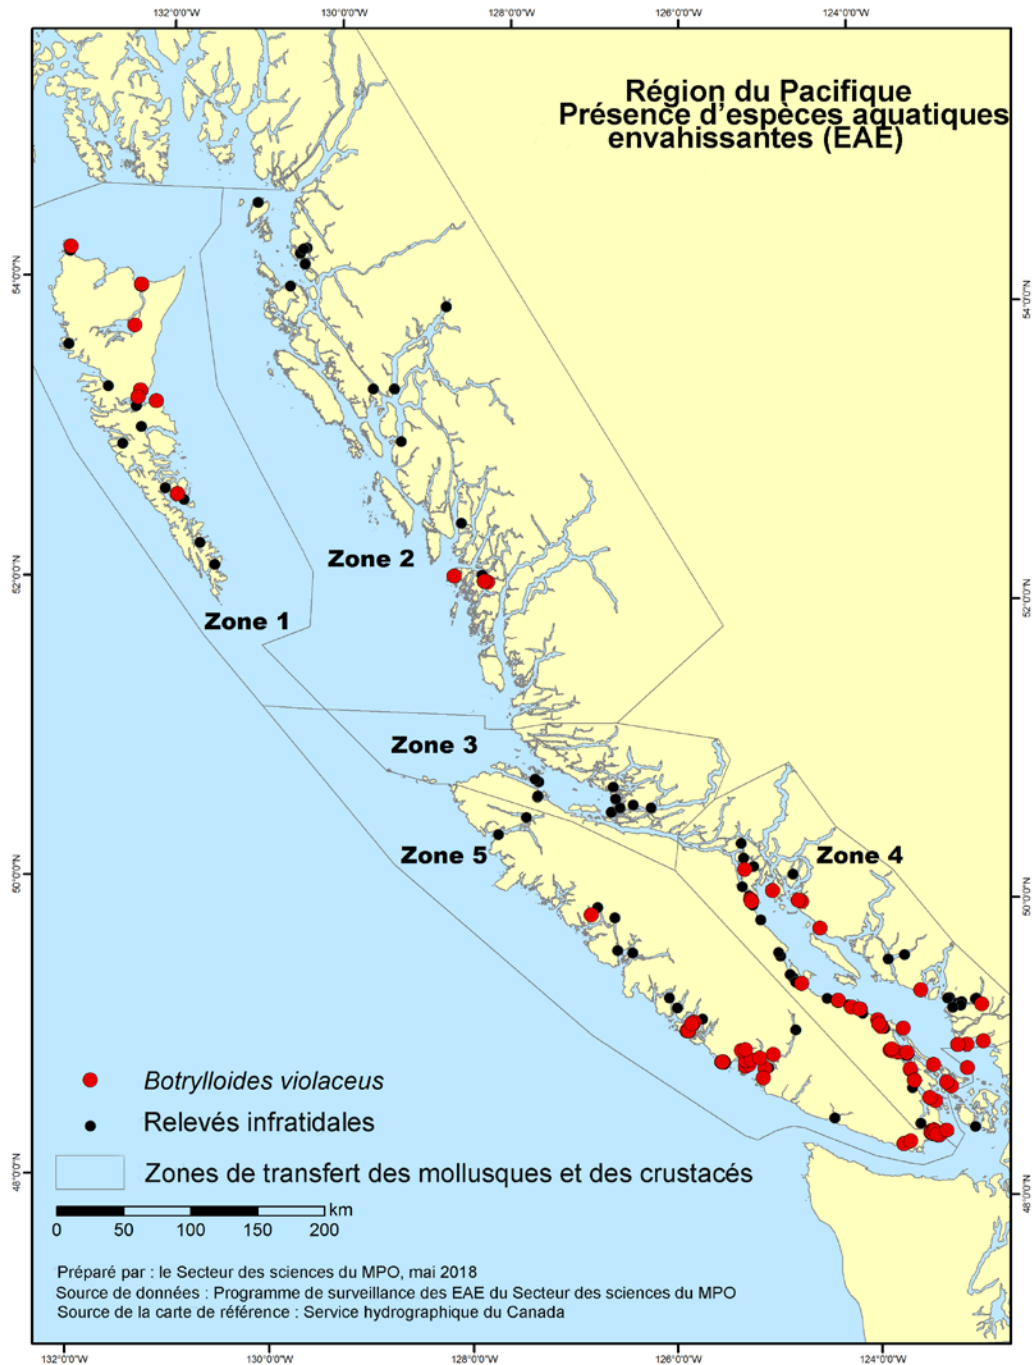 132°0'0"W
130°0'0"W
128°0'0"W
126°0'0"W
124°0'0"W
Région du Pacifique
Présence d'espèces aquatiques
envahissantes (EAE)
54°0'0"N
54°0'0"N
Zone 2
52°0'0"N
52°0'0"N
Zone 1
Zone 3
Zone 5
Zone 4
50°0'0"N
50°0'0"N
Botrylloides violaceus
Relevés infratidales
Zones de transfert des mollusques et des crustacés
48°0'0"N
48°0'0"N
km
0 50 100 150 200
Préparé par : le Secteur des sciences du MPO, mai 2018
Source de données : Programme de surveillance des EAE du Secteur des sciences du MPO
Source de la carte de référence : Service hydrographique du Canada
132°0'0"W
130°0'0"W
128°0'0"W
126°0'0"W
124°0'0"W